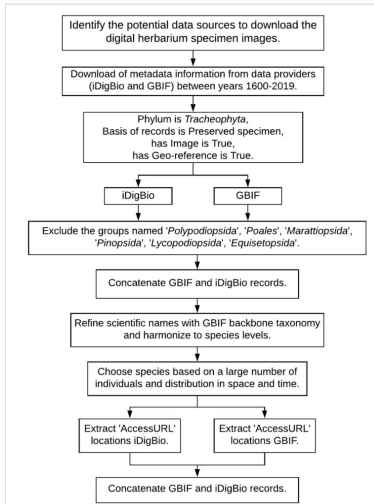 Identify the potential data sources to download the
digital herbarium specimen images.
Download of metadata information from data providers
(iDigBio and GBIF) between years 1600-2019.
Phylum is Tracheophyta,
Basis of records is Preserved specimen,
has Image is True,
has Geo-reference is True.
iDigBio
GBIF
Exclude the groups named 'Polypodiopsida', 'Poales', 'Marattiopsida',
'Pinopsida', 'Lycopodiopsida', 'Equisetopsida'.
Concatenate GBIF and iDigBio records.
Refine scientific names with GBIF backbone taxonomy
and harmonize to species levels.
Choose species based on a large number of
individuals and distribution in space and time.
Extract 'AccessURL'
locations iDigBio.
Extract 'AccessURL'
locations GBIF.
Concatenate GBIF and iDigBio records.